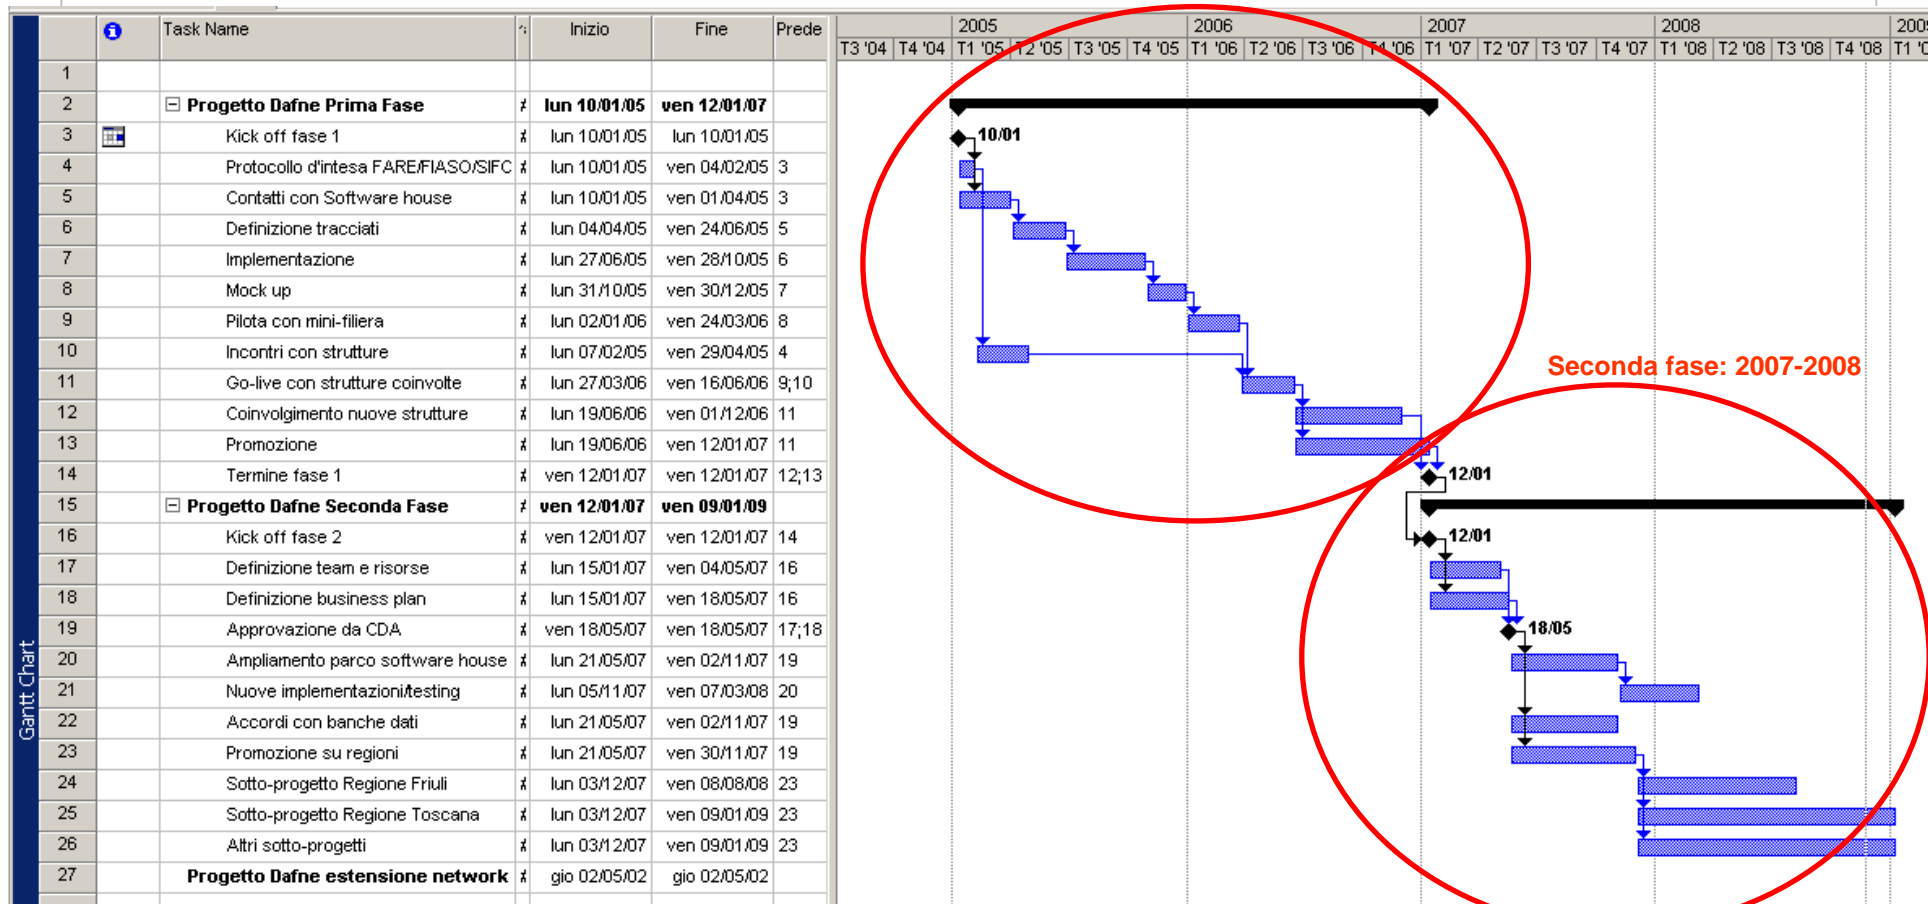 Task Name Inizio Fine Prede
2005 2006 2007 2008 2009
T3 '04 T4 '04 T1 '05 T2 '05 T3 '05 T4 '05 T1 '06 T2 '06 T3 '06 T4 '06 T1 '07 T2 '07 T3 '07 T4 '07 T1 '08 T2 '08 T3 '08 T4 '08 T1 '0
1
2 Progetto Dafne Prima Fase lun 10/01/05 ven 12/01/07
3 Kick off fase 1 lun 10/01/05 lun 10/01/05 10/01
4 Protocollo d'intesa FARE/FIASO/SIFC lun 10/01/05 ven 04/02/05 3
5 Contatti con Software house lun 10/01/05 ven 01/04/05 3
6 Definizione tracciati lun 04/04/05 ven 24/06/05 5
7 Implementazione lun 27/06/05 ven 28/10/05 6
8 Mock up lun 31/10/05 ven 30/12/05 7
9 Pilota con mini-filiera lun 02/01/06 ven 24/03/06 8
10 Incontri con strutture lun 07/02/05 ven 29/04/05 4
Seconda fase: 2007-2008
11 Go-live con strutture coinvolte lun 27/03/06 ven 16/06/06 9;10
12 Coinvolgimento nuove strutture lun 19/06/06 ven 01/12/06 11
13 Promozione lun 19/06/06 ven 12/01/07 11
14 Termine fase 1 ven 12/01/07 ven 12/01/07 12;13 12/01
15 Progetto Dafne Seconda Fase ven 12/01/07 ven 09/01/09
16 Kick off fase 2 ven 12/01/07 ven 12/01/07 14 12/01
17 Definizione team e risorse lun 15/01/07 ven 04/05/07 16
18 Definizione business plan lun 15/01/07 ven 18/05/07 16
19 Approvazione da CDA ven 18/05/07 ven 18/05/07 17;18 18/05
20 Ampliamento parco software house lun 21/05/07 ven 02/11/07 19
21 Nuove implementazioni/testing lun 05/11/07 ven 07/03/08 20
22 Accordi con banche dati lun 21/05/07 ven 02/11/07 19
23 Promozione su regioni lun 21/05/07 ven 30/11/07 19
24 Sotto-progetto Regione Friuli lun 03/12/07 ven 08/08/08 23
25 Sotto-progetto Regione Toscana lun 03/12/07 ven 09/01/09 23
26 Altri sotto-progetti lun 03/12/07 ven 09/01/09 23
27 Progetto Dafne estensione network gio 02/05/02 gio 02/05/02
Gantt Chart